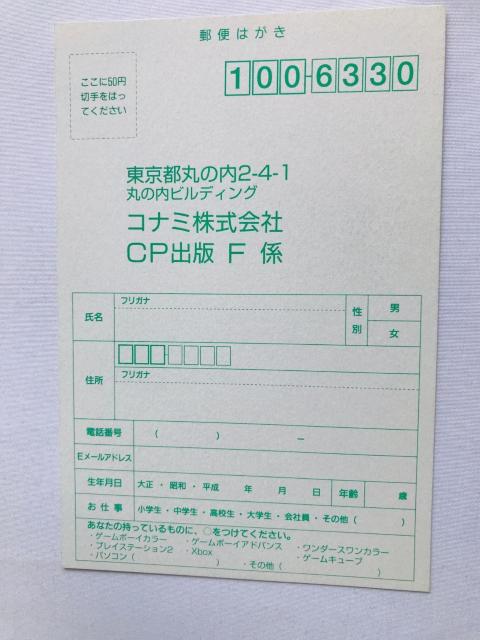 郵便はがき
ここに50円
切手をはっ
てください
100-6330
東京都丸の内2-4-1
丸の内ビルディング
コナミ株式会社
CP出版 F 係
氏名 フリガナ 性別 男 女
住所 フリガナ
電話番号 ( ) −
Eメールアドレス
生年月日 大正・昭和・平成 年 月 日 年齢 歳
お仕事 小学生・中学生・高校生・大学生・会社員・その他( )
あなたの持っているものに、○をつけてください。
・ゲームボーイカラー ・ゲームボーイアドバンス ・ワンダースワンカラー
・プレイステーション2 ・Xbox ・ゲームキューブ
・パソコン( ) ・その他( )